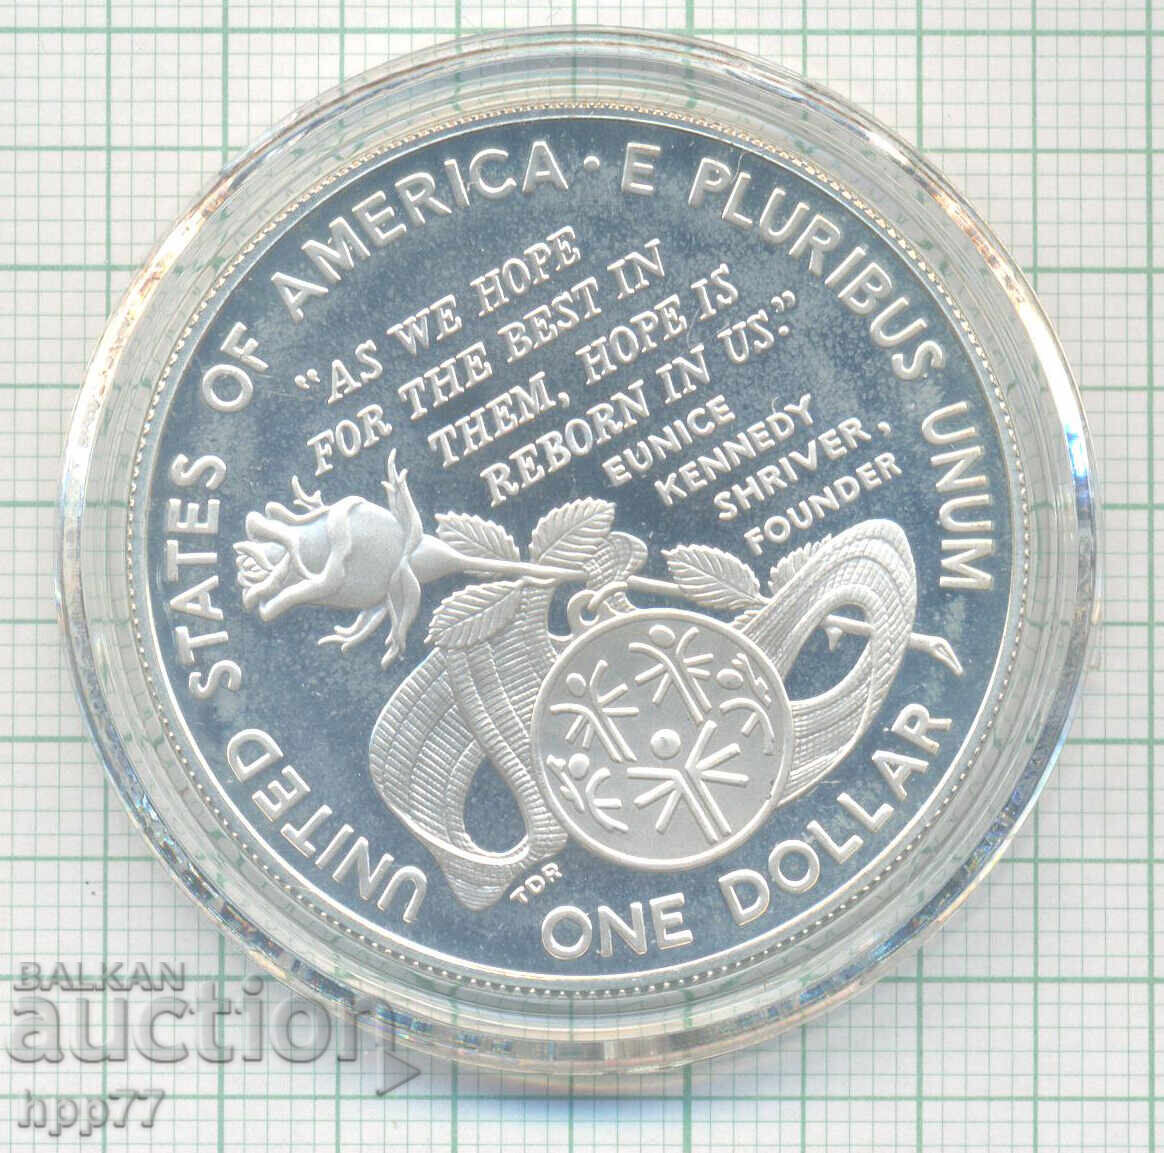 UNITED STATES OF AMERICA · E PLURIBUS UNUM
"AS WE HOPE
FOR THE BEST IN
THEM, HOPE IS
REBORN IN US."
EUNICE
KENNEDY
SHRIVER,
FOUNDER
TDR
ONE DOLLAR
BALKAN
auction
hpp77